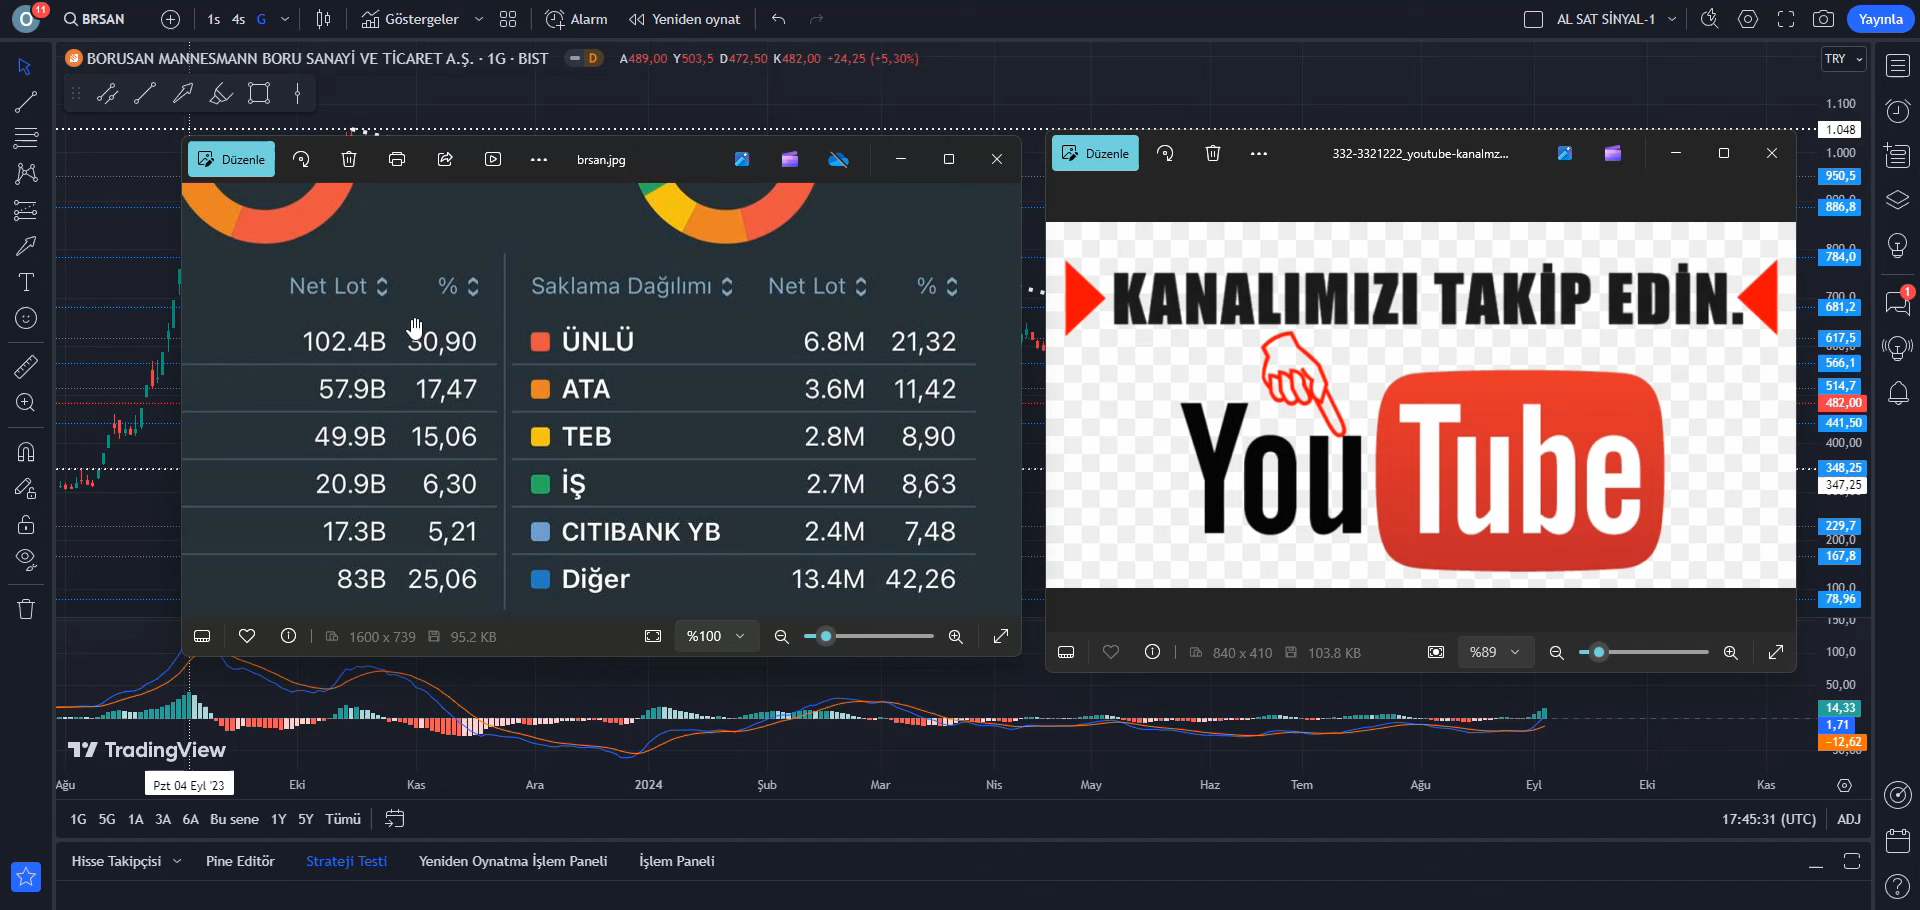 O
11
BRSAN
1s 4s G
Göstergeler
Alarm
Yeniden oynat
AL SAT SİNYAL-1
Yayınla
BORUSAN MANNESMANN BORU SANAYİ VE TİCARET A.Ş. · 1G · BIST
D
A489,00 Y503,5 D472,50 K482,00 +24,25 (+5,30%)
TRY
Düzenle
brsan.jpg
Net Lot %
102.4B 30,90
57.9B 17,47
49.9B 15,06
20.9B 6,30
17.3B 5,21
83B 25,06
Saklama Dağılımı Net Lot %
ÜNLÜ 6.8M 21,32
ATA 3.6M 11,42
TEB 2.8M 8,90
İŞ 2.7M 8,63
CITIBANK YB 2.4M 7,48
Diğer 13.4M 42,26
1600 x 739 95.2 KB
%100
Düzenle
332-3321222_youtube-kanalmz...
KANALIMIZI TAKİP EDİN.
YouTube
840 x 410 103.8 KB
%89
1.100
1.048
1.000
950,5
886,8
784,0
681,2
617,5
566,1
514,7
482,00
441,50
400,00
348,25
347,25
229,7
200,0
167,8
100,0
78,96
150,0
100,0
50,00
14,33
1,71
−12,62
1
TradingView
Ağu
Pzt 04 Eyl '23
Eki Kas Ara 2024 Şub Mar Nis May Haz Tem Ağu Eyl Eki Kas
1G 5G 1A 3A 6A Bu sene 1Y 5Y Tümü
17:45:31 (UTC) ADJ
Hisse Takipçisi Pine Editör Strateji Testi Yeniden Oynatma İşlem Paneli İşlem Paneli